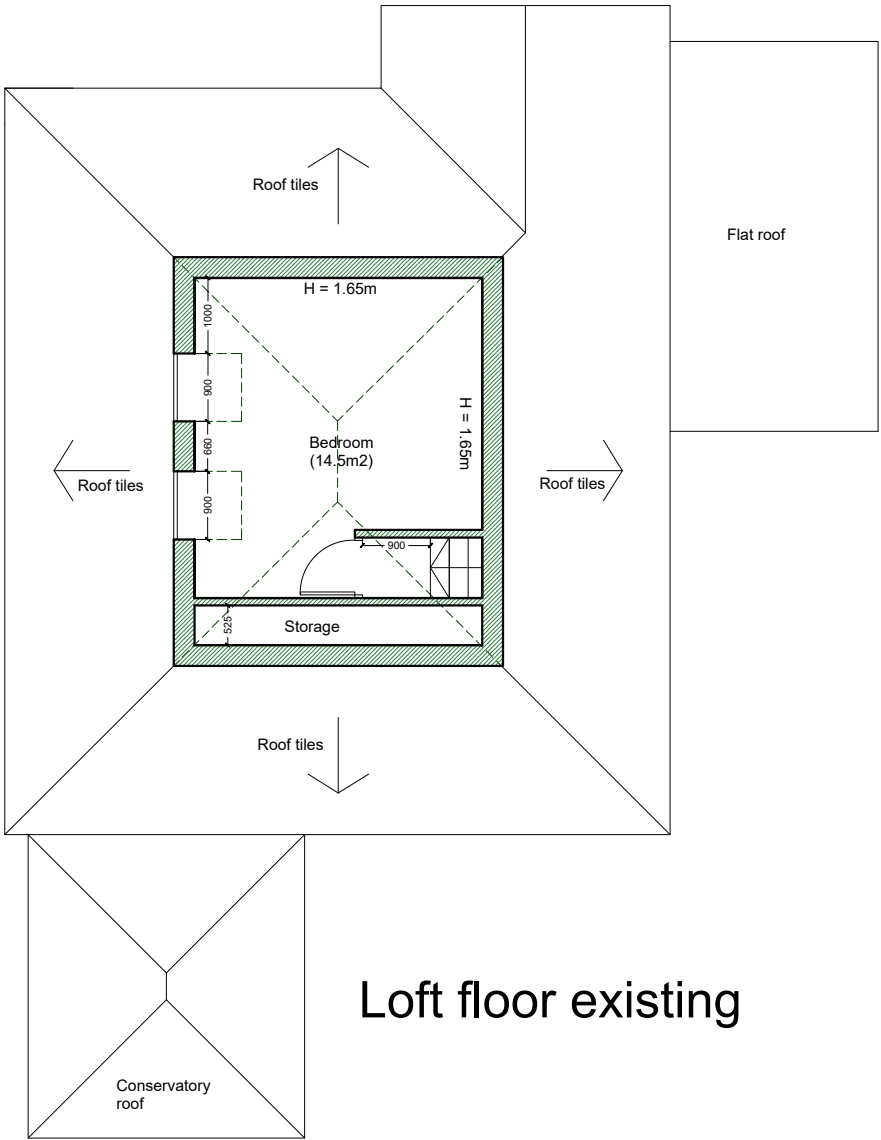 Roof tiles
Flat roof
H = 1.65m
1000
900
660
900
H = 1.65m
Bedroom
(14.5m2)
Roof tiles
Roof tiles
900
525
Storage
Roof tiles
Loft floor existing
Conservatory
roof